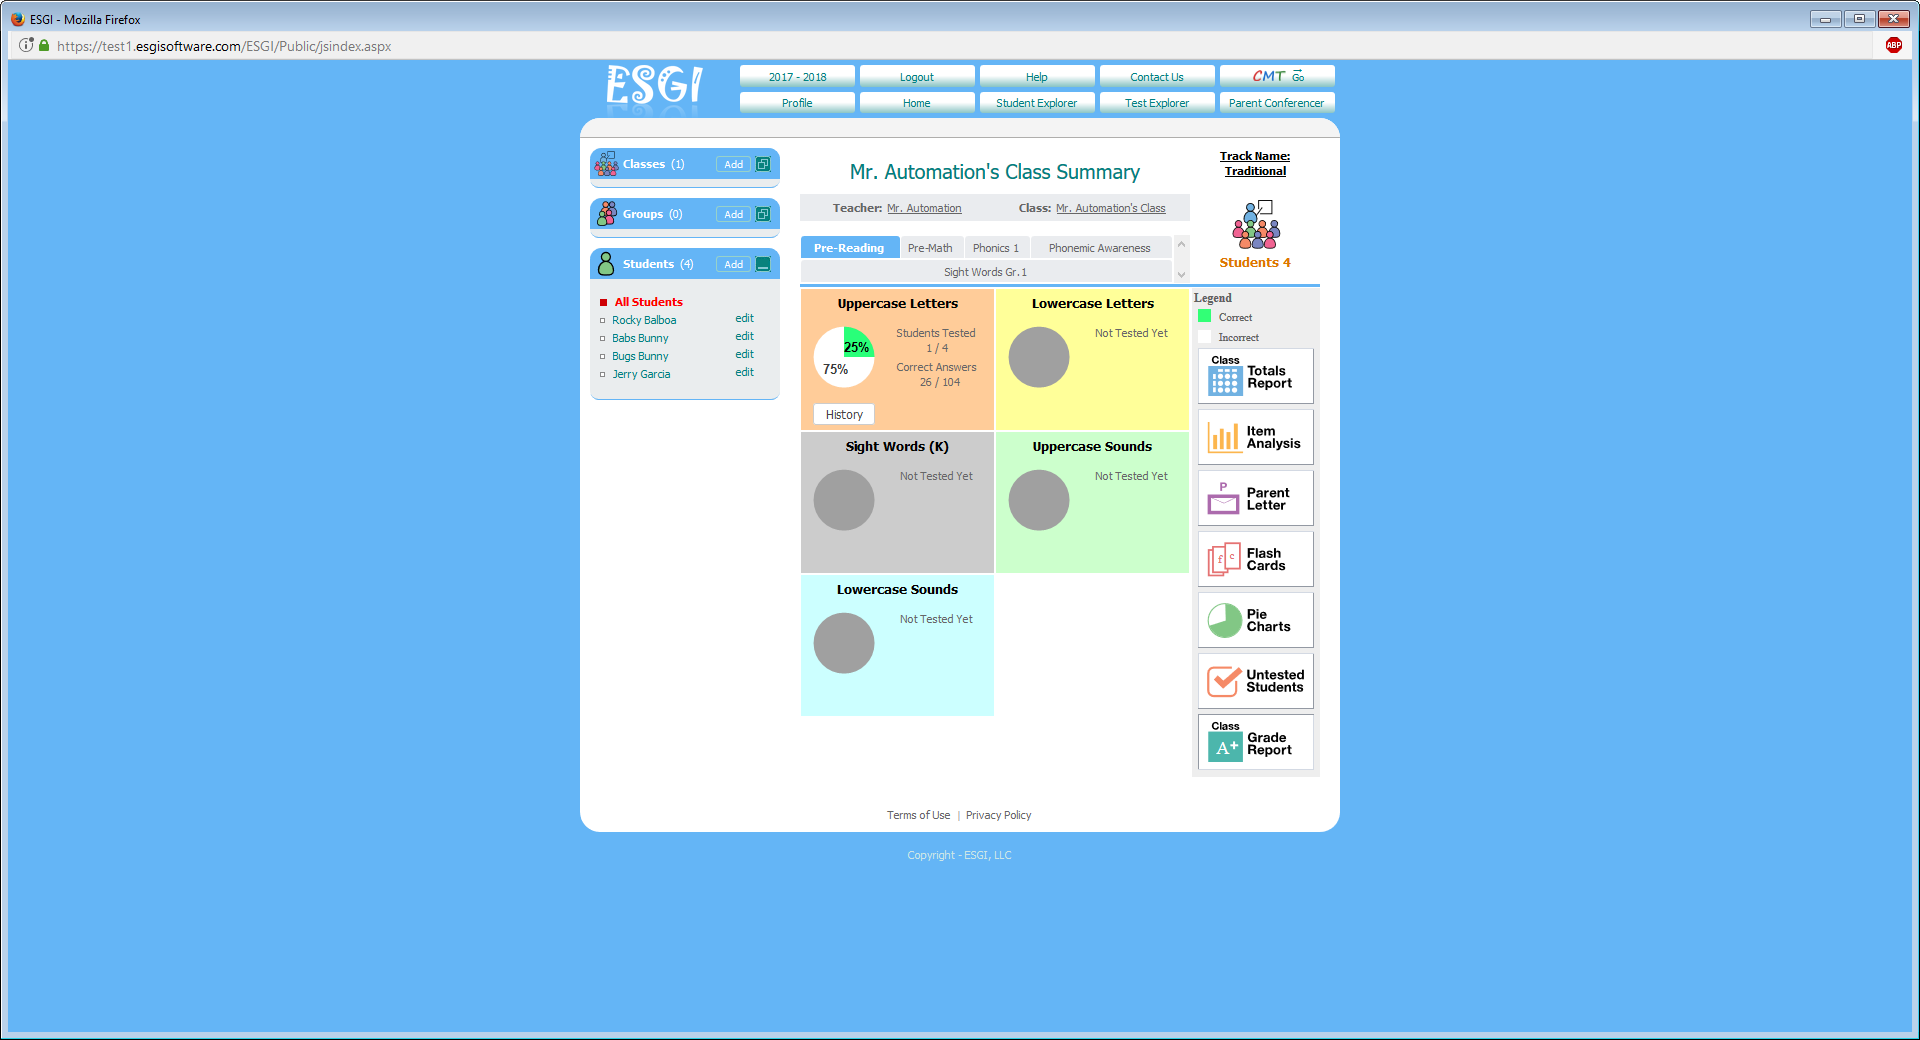 ESGI - Mozilla Firefox
https://test1.esgisoftware.com/ESGI/Public/jsindex.aspx
ABP
ESGI
2017 - 2018
Logout
Help
Contact Us
CMT Go
Profile
Home
Student Explorer
Test Explorer
Parent Conferencer
Classes (1)
Add
Groups (0)
Add
Students (4)
Add
All Students
Rocky Balboa edit
Babs Bunny edit
Bugs Bunny edit
Jerry Garcia edit
Mr. Automation's Class Summary
Teacher: Mr. Automation Class: Mr. Automation's Class
Track Name:
Traditional
Students 4
Pre-Reading
Pre-Math
Phonics 1
Phonemic Awareness
Sight Words Gr.1
Uppercase Letters
25%
75%
Students Tested
1 / 4
Correct Answers
26 / 104
History
Lowercase Letters
Not Tested Yet
Sight Words (K)
Not Tested Yet
Uppercase Sounds
Not Tested Yet
Lowercase Sounds
Not Tested Yet
Legend
Correct
Incorrect
Class
Totals
Report
Item
Analysis
P
Parent
Letter
f c
Flash
Cards
Pie
Charts
Untested
Students
Class
A+
Grade
Report
Terms of Use | Privacy Policy
Copyright - ESGI, LLC